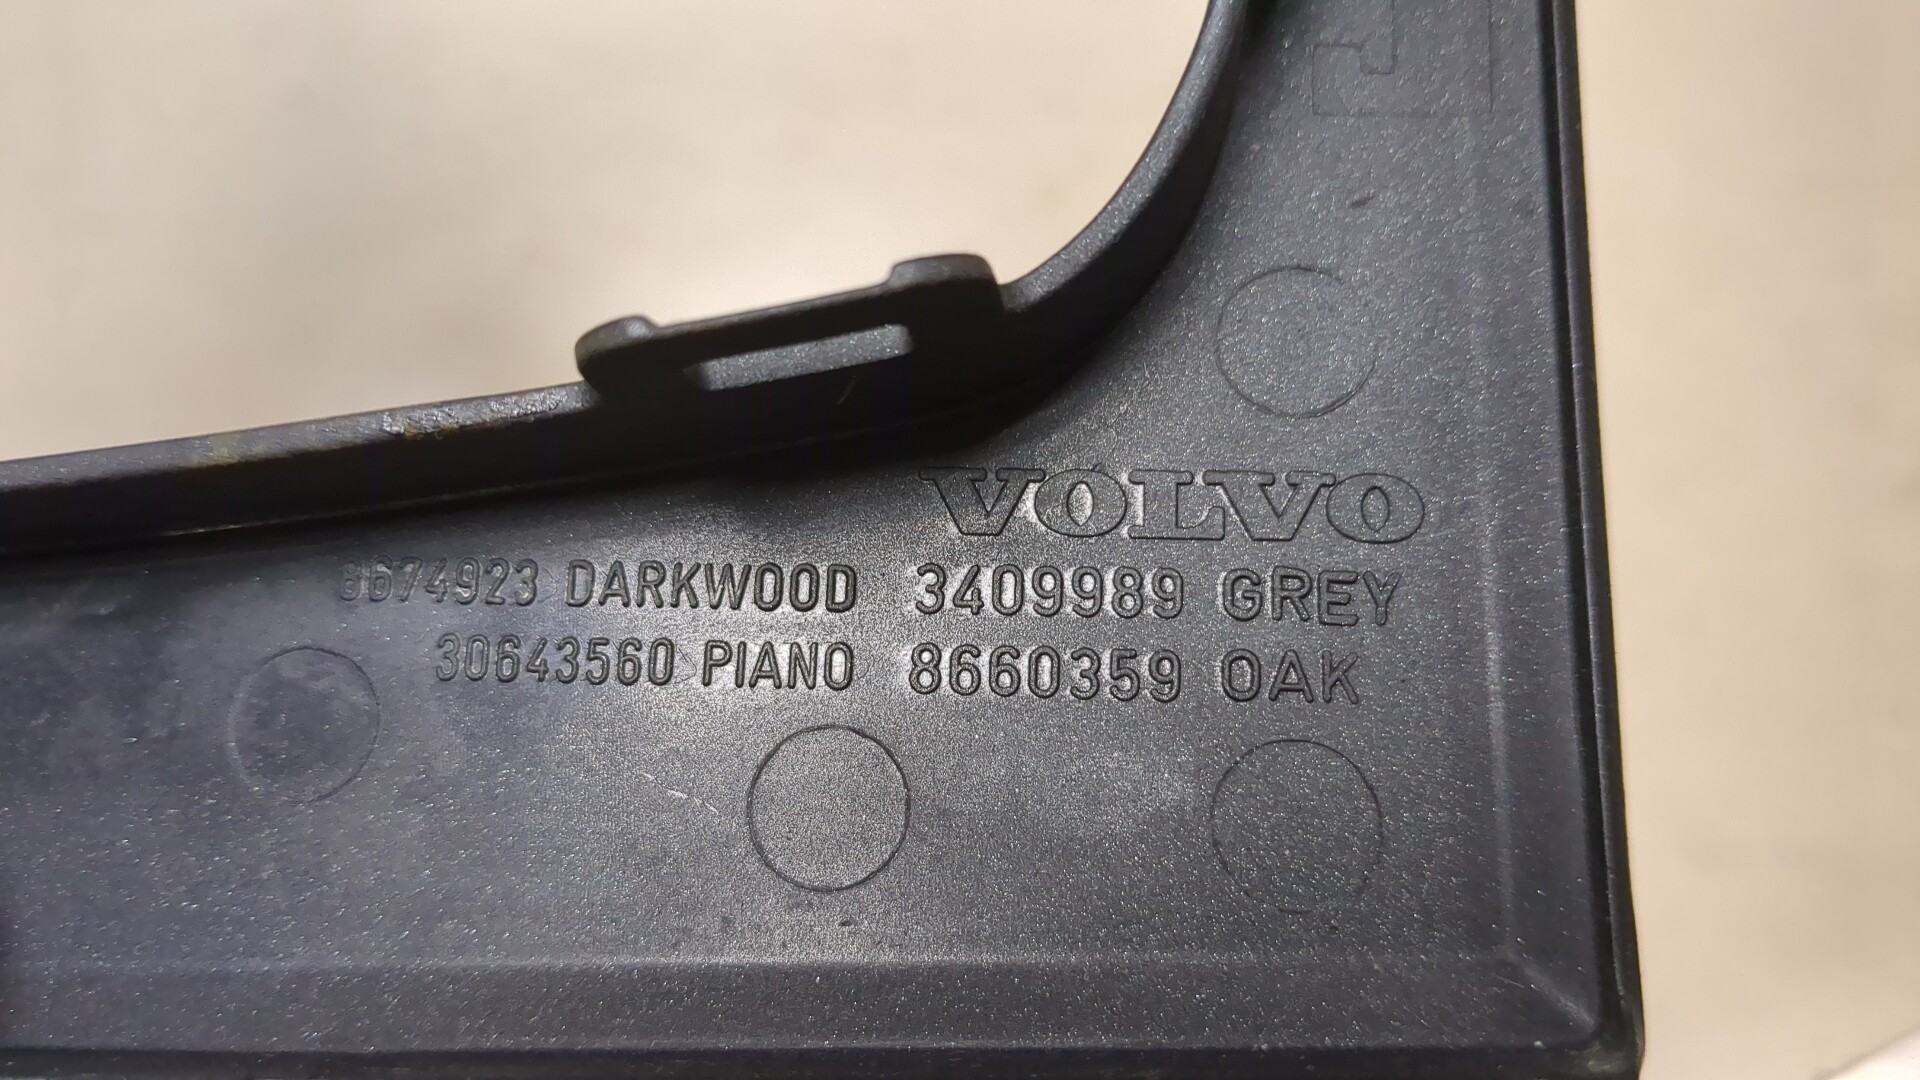 VOLVO
8674923 DARKWOOD 3409989 GREY
30643560 PIANO 8660359 OAK